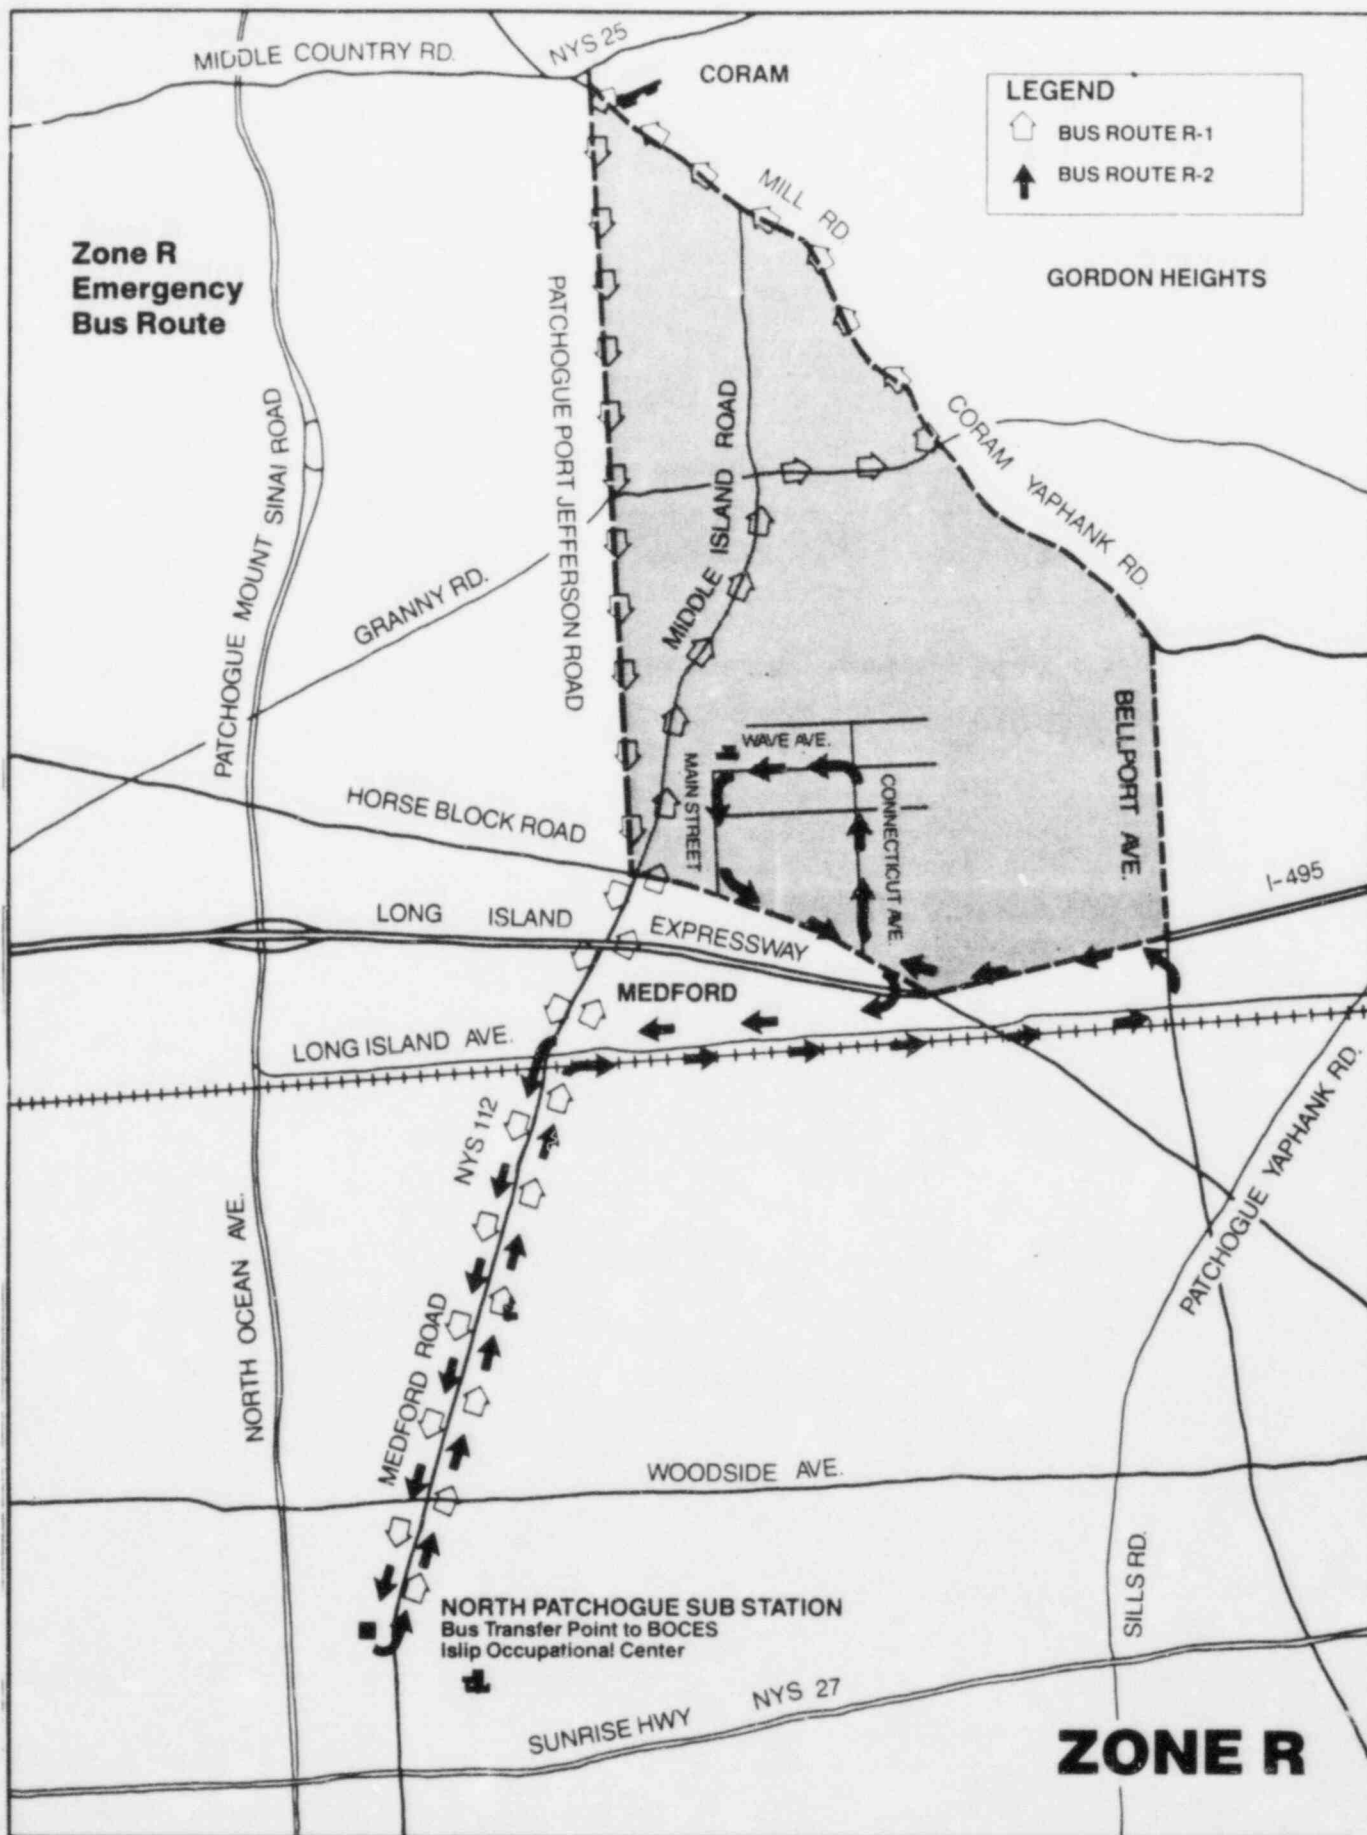 MIDDLE COUNTRY RD.
NYS 25
CORAM
LEGEND
BUS ROUTE R-1
BUS ROUTE R-2
MILL RD.
Zone R
Emergency
Bus Route
GORDON HEIGHTS
PATCHOGUE PORT JEFFERSON ROAD
MIDDLE ISLAND ROAD
PATCHOGUE MOUNT SINAI ROAD
CORAM YAPHANK RD.
GRANNY RD.
BELLPORT AVE.
WAVE AVE.
MAIN STREET
CONNECTICUT AVE.
HORSE BLOCK ROAD
I-495
LONG ISLAND EXPRESSWAY
MEDFORD
LONG ISLAND AVE.
NYS 112
PATCHOGUE YAPHANK RD.
NORTH OCEAN AVE.
MEDFORD ROAD
WOODSIDE AVE.
SILLS RD.
NORTH PATCHOGUE SUB STATION
Bus Transfer Point to BOCES
Islip Occupational Center
SUNRISE HWY NYS 27
ZONE R